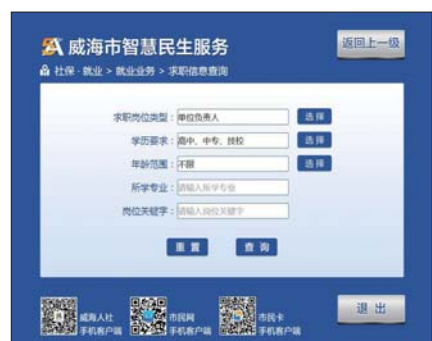 威海市智慧民生服务
返回上一级
社保·就业 > 就业业务 > 求职信息查询
求职岗位类型：单位负责人 选择
学历要求：高中、中专、技校 选择
年龄范围：不限 选择
所学专业：请输入所学专业
岗位关键字：请输入岗位关键字
重置 查询
威海人社
手机客户端
市民网
手机客户端
市民卡
手机客户端
退出